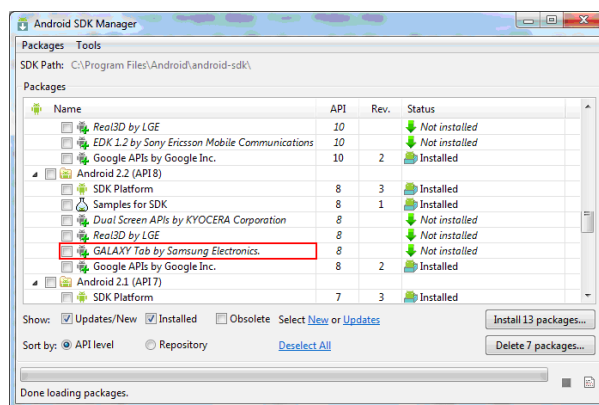 Android SDK Manager
Packages Tools
SDK Path: C:\Program Files\Android\android-sdk\
Packages
Name API Rev. Status
Real3D by LGE 10 Not installed
EDK 1.2 by Sony Ericsson Mobile Communications 10 Not installed
Google APIs by Google Inc. 10 2 Installed
Android 2.2 (API 8)
SDK Platform 8 3 Installed
Samples for SDK 8 1 Installed
Dual Screen APIs by KYOCERA Corporation 8 Not installed
Real3D by LGE 8 Not installed
GALAXY Tab by Samsung Electronics. 8 Not installed
Google APIs by Google Inc. 8 2 Installed
Android 2.1 (API 7)
SDK Platform 7 3 Installed
Show: Updates/New Installed Obsolete Select New or Updates Install 13 packages...
Sort by: API level Repository Deselect All Delete 7 packages...
Done loading packages.